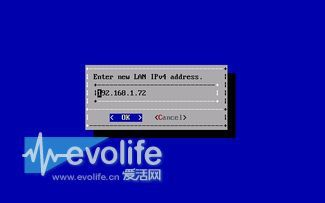 Enter new LAN IPv4 address.
192.168.1.72
< OK > <Cancel>
evolife
www.evolife.cn 爱活网